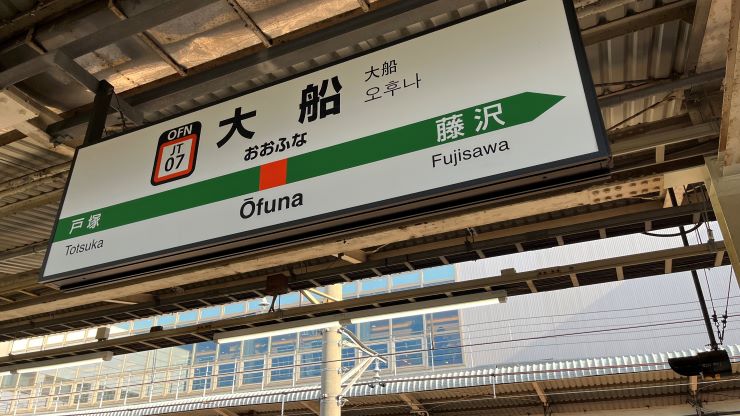 OFN
JT
07
大船
おおふな
大船
오후나
戸塚
Totsuka
Ōfuna
藤沢
Fujisawa